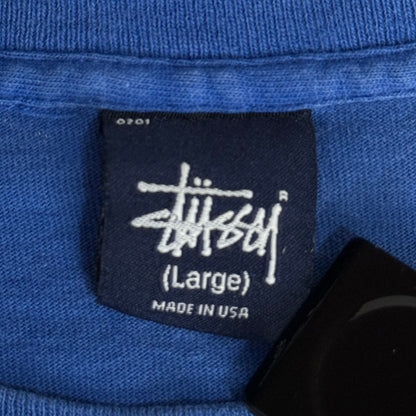 0201
Stüssy ®
(Large)
MADE IN USA